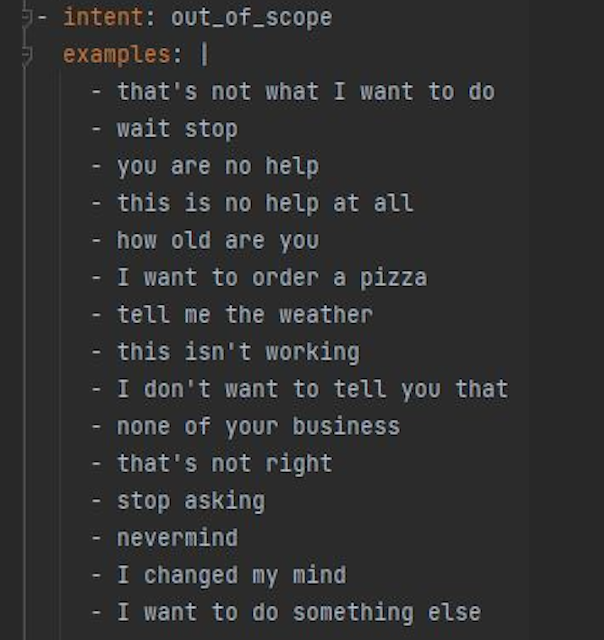 - intent: out_of_scope
examples: |
- that's not what I want to do
- wait stop
- you are no help
- this is no help at all
- how old are you
- I want to order a pizza
- tell me the weather
- this isn't working
- I don't want to tell you that
- none of your business
- that's not right
- stop asking
- nevermind
- I changed my mind
- I want to do something else